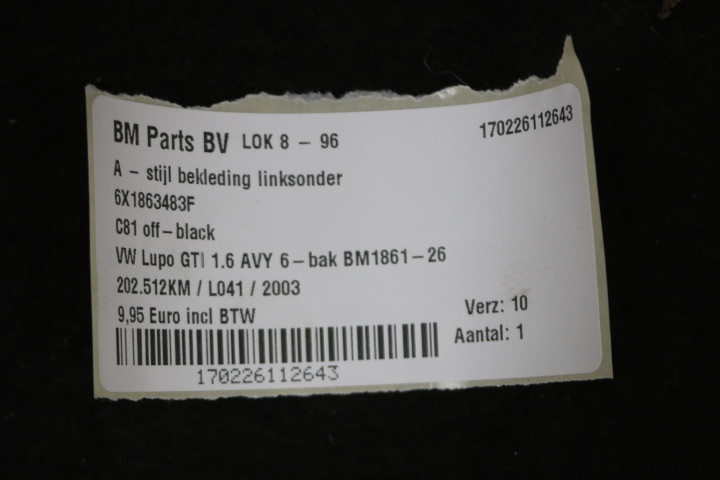 BM Parts BV LOK 8 - 96 170226112643
A - stijl bekleding linksonder
6X1863483F
C81 off-black
VW Lupo GTI 1.6 AVY 6-bak BM1861-26
202.512KM / L041 / 2003
9,95 Euro incl BTW Verz: 10
Aantal: 1
170226112643